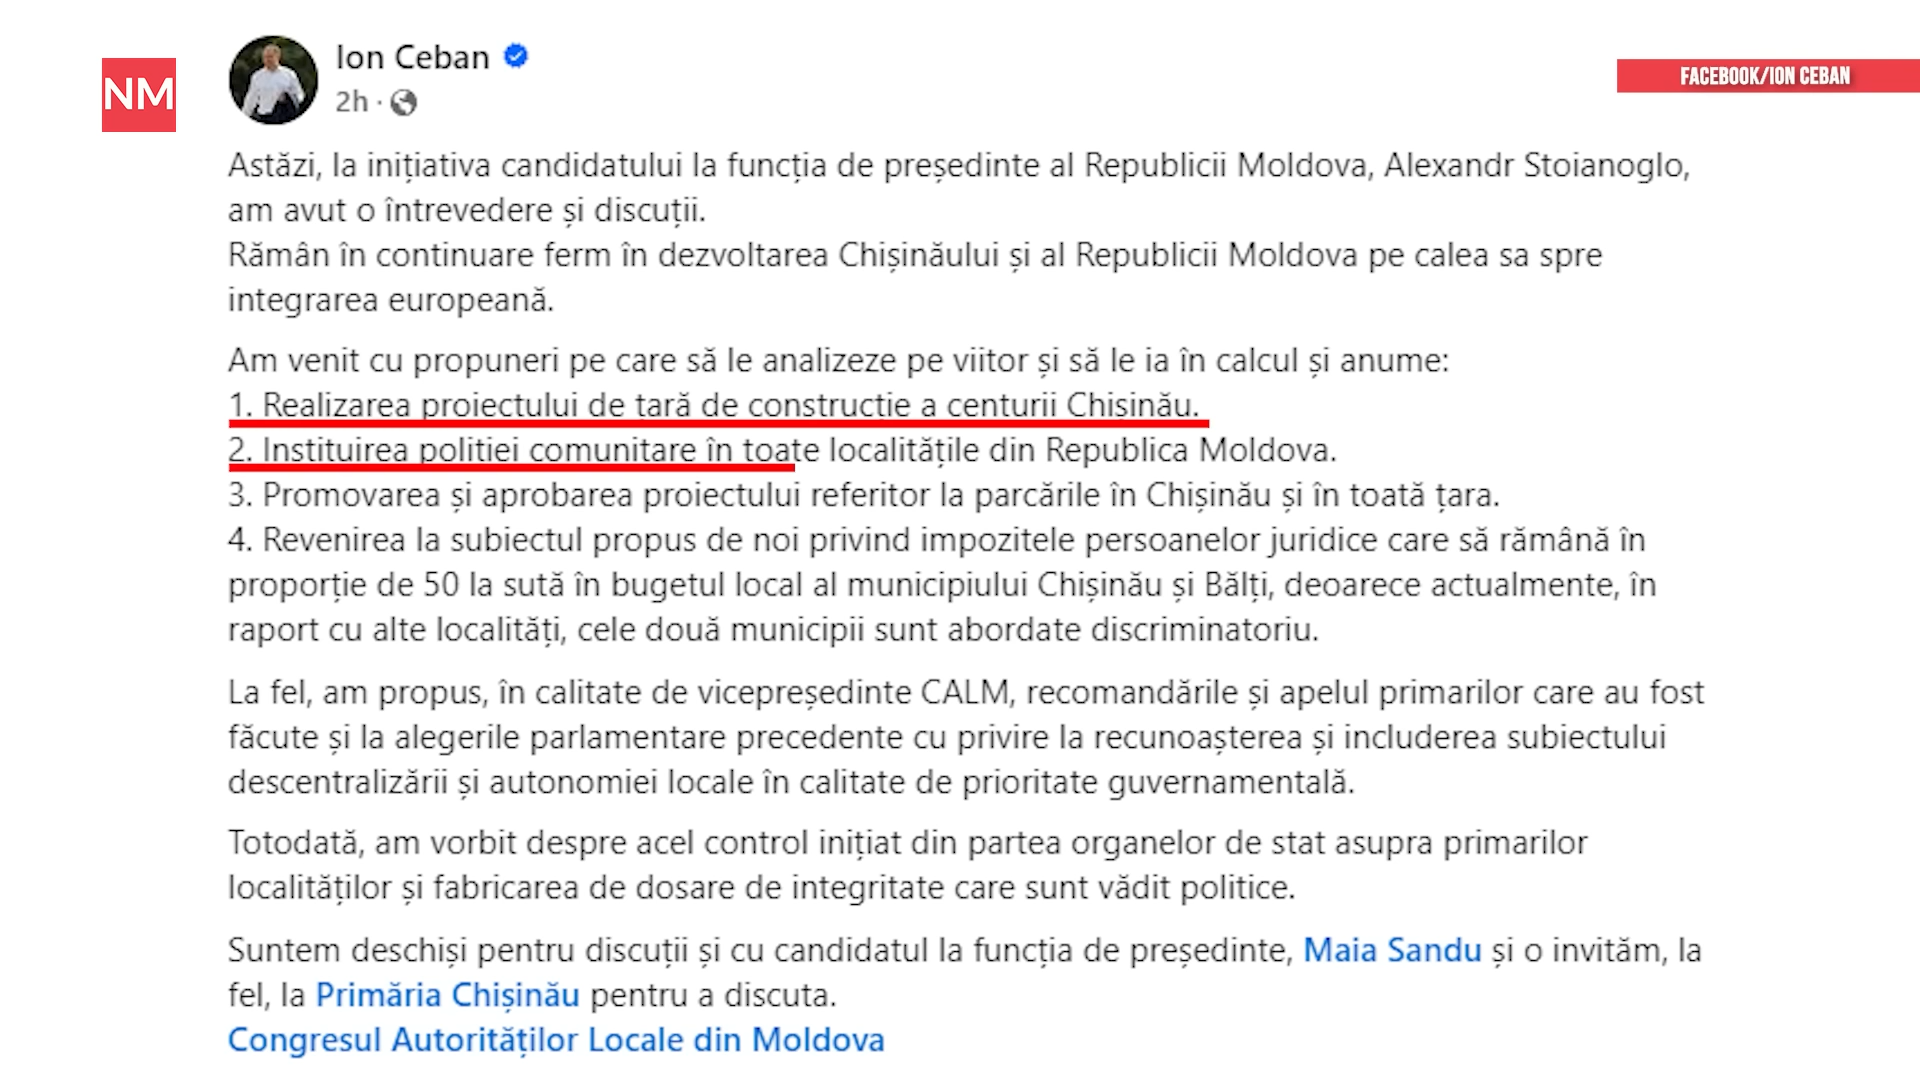 NM
Ion Ceban
2h ·
FACEBOOK/ION CEBAN
Astăzi, la inițiativa candidatului la funcția de președinte al Republicii Moldova, Alexandr Stoianoglo,
am avut o întrevedere și discuții.
Rămân în continuare ferm în dezvoltarea Chișinăului și al Republicii Moldova pe calea sa spre
integrarea europeană.
Am venit cu propuneri pe care să le analizeze pe viitor și să le ia în calcul și anume:
1. Realizarea proiectului de țară de construcție a centurii Chișinău.
2. Instituirea poliției comunitare în toate localitățile din Republica Moldova.
3. Promovarea și aprobarea proiectului referitor la parcările în Chișinău și în toată țara.
4. Revenirea la subiectul propus de noi privind impozitele persoanelor juridice care să rămână în
proporție de 50 la sută în bugetul local al municipiului Chișinău și Bălți, deoarece actualmente, în
raport cu alte localități, cele două municipii sunt abordate discriminatoriu.
La fel, am propus, în calitate de vicepreședinte CALM, recomandările și apelul primarilor care au fost
făcute și la alegerile parlamentare precedente cu privire la recunoașterea și includerea subiectului
descentralizării și autonomiei locale în calitate de prioritate guvernamentală.
Totodată, am vorbit despre acel control inițiat din partea organelor de stat asupra primarilor
localităților și fabricarea de dosare de integritate care sunt vădit politice.
Suntem deschiși pentru discuții și cu candidatul la funcția de președinte, Maia Sandu și o invităm, la
fel, la Primăria Chișinău pentru a discuta.
Congresul Autorităților Locale din Moldova